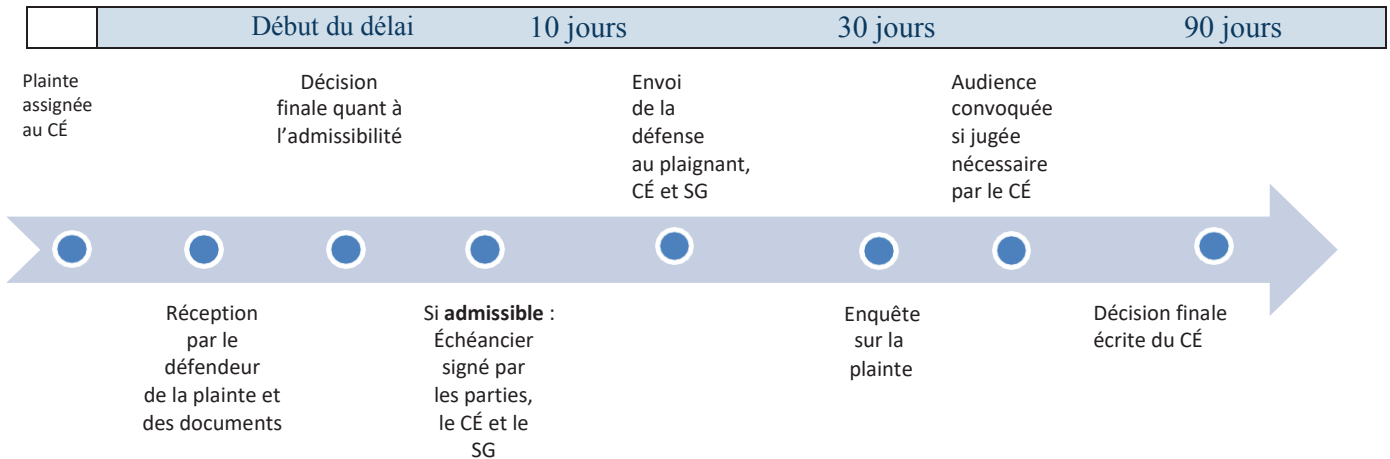 Début du délai 10 jours 30 jours 90 jours
Plainte
assignée
au CÉ
Décision
finale quant à
l’admissibilité
Envoi
de la
défense
au plaignant,
CÉ et SG
Audience
convoquée
si jugée
nécessaire
par le CÉ
Réception
par le
défendeur
de la plainte et
des documents
Si admissible :
Échéancier
signé par
les parties,
le CÉ et le
SG
Enquête
sur la
plainte
Décision finale
écrite du CÉ